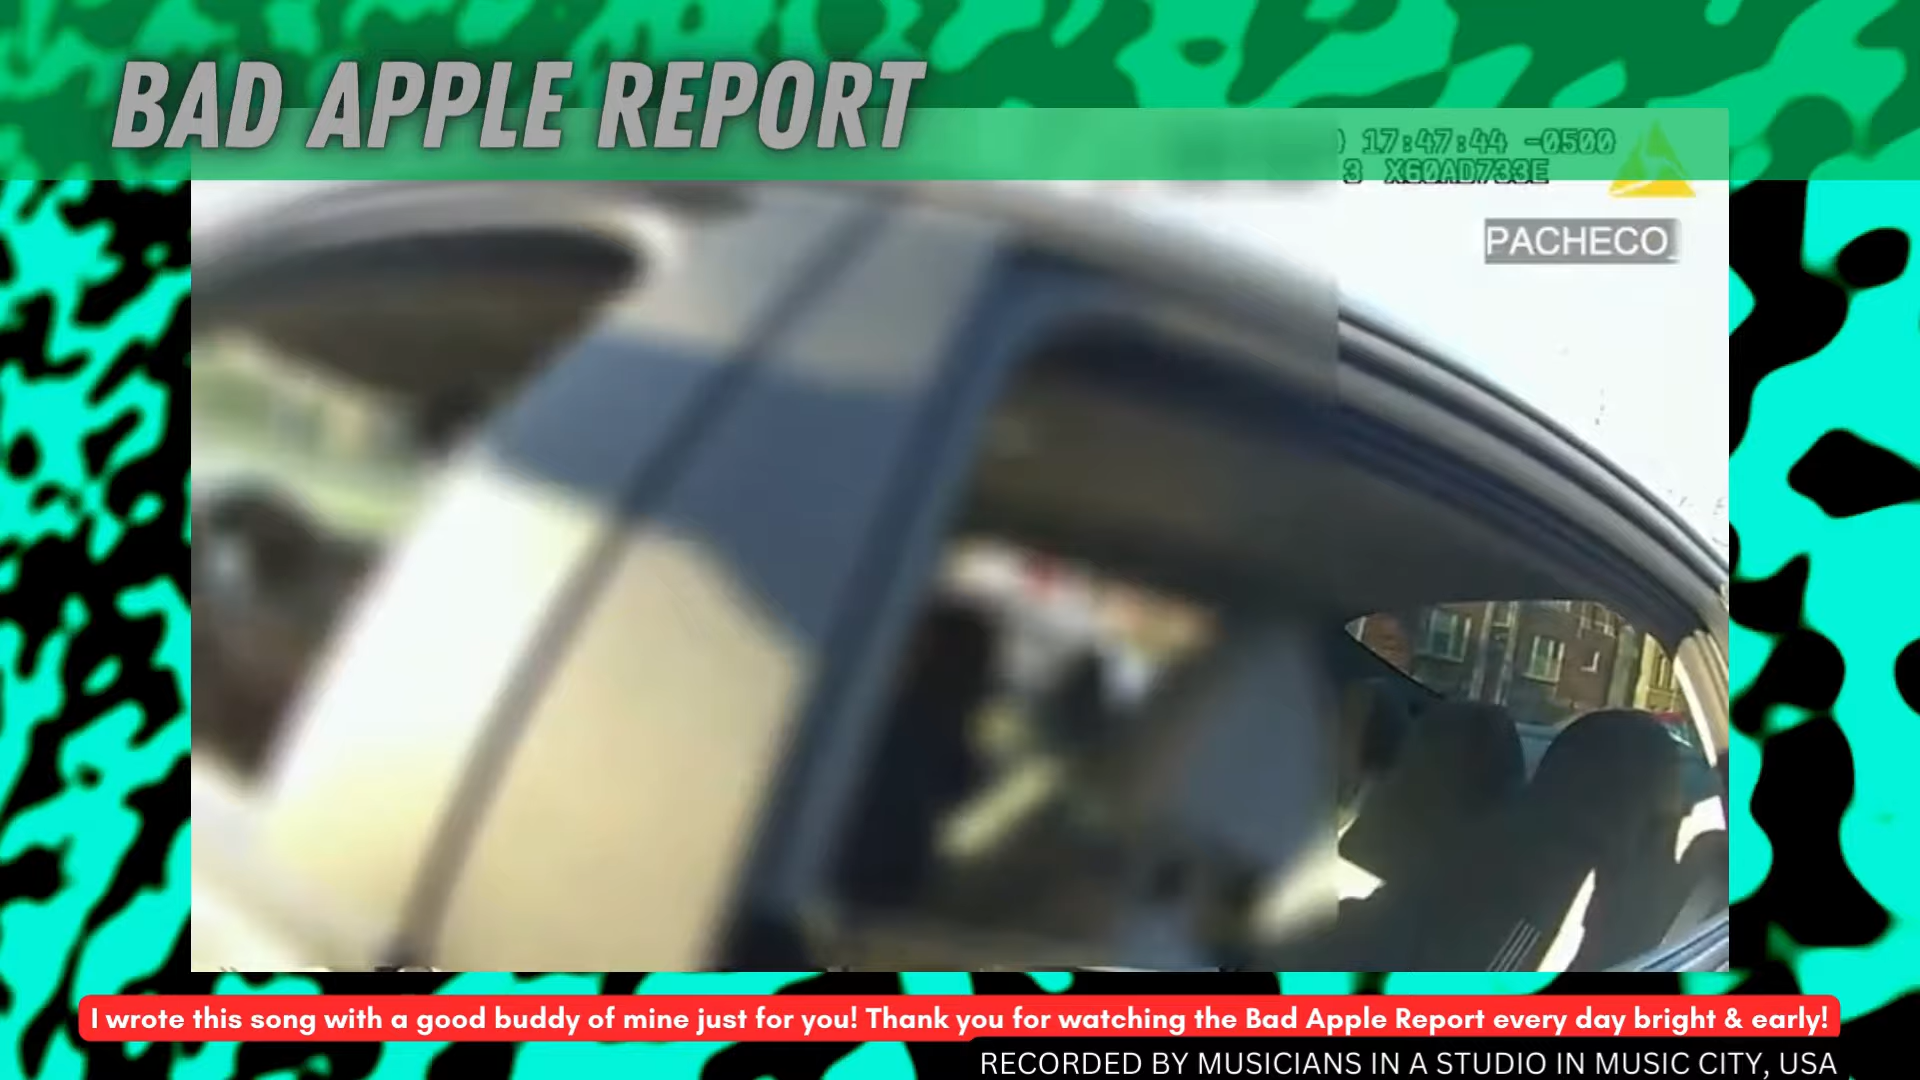 BAD APPLE REPORT
17:47:44 -0500
3 X60AD733E
PACHECO
I wrote this song with a good buddy of mine just for you! Thank you for watching the Bad Apple Report every day bright & early!
RECORDED BY MUSICIANS IN A STUDIO IN MUSIC CITY, USA